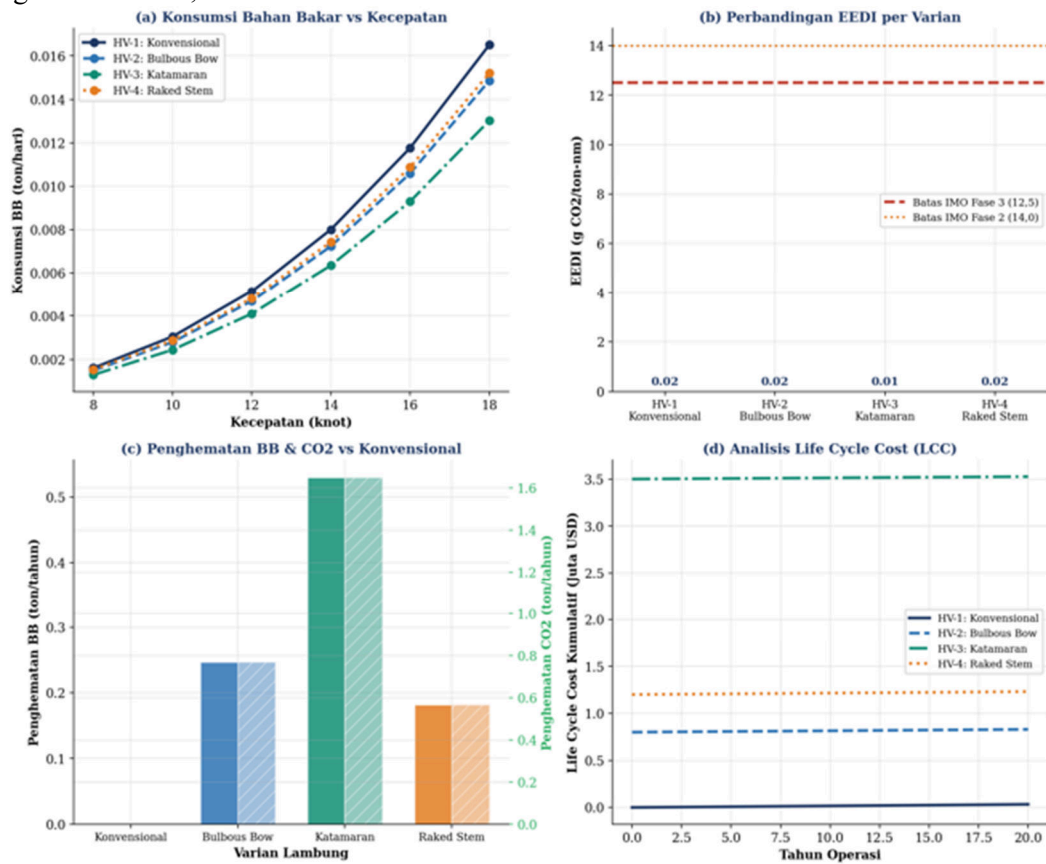 (a) Konsumsi Bahan Bakar vs Kecepatan
HV-1: Konvensional
HV-2: Bulbous Bow
HV-3: Katamaran
HV-4: Raked Stem
Konsumsi BB (ton/hari)
0.016
0.014
0.012
0.010
0.008
0.006
0.004
0.002
8 10 12 14 16 18
Kecepatan (knot)
(b) Perbandingan EEDI per Varian
EEDI (g CO2/ton-nm)
14
12
10
8
6
4
2
0
Batas IMO Fase 3 (12,5)
Batas IMO Fase 2 (14,0)
0.02 0.02 0.01 0.02
HV-1 HV-2 HV-3 HV-4
Konvensional Bulbous Bow Katamaran Raked Stem
(c) Penghematan BB & CO2 vs Konvensional
Penghematan BB (ton/tahun)
0.5
0.4
0.3
0.2
0.1
0.0
Penghematan CO2 (ton/tahun)
1.6
1.4
1.2
1.0
0.8
0.6
0.4
0.2
0.0
Konvensional Bulbous Bow Katamaran Raked Stem
Varian Lambung
(d) Analisis Life Cycle Cost (LCC)
Life Cycle Cost Kumulatif (Juta USD)
3.5
3.0
2.5
2.0
1.5
1.0
0.5
0.0
HV-1: Konvensional
HV-2: Bulbous Bow
HV-3: Katamaran
HV-4: Raked Stem
0.0 2.5 5.0 7.5 10.0 12.5 15.0 17.5 20.0
Tahun Operasi